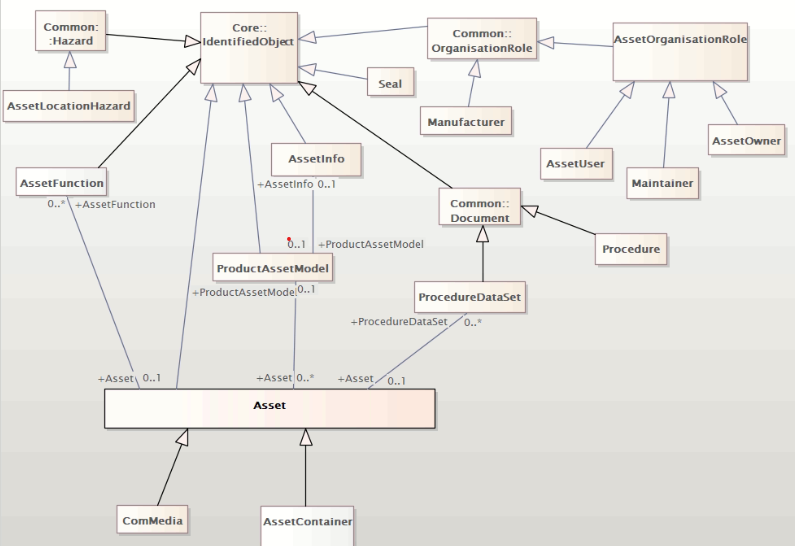 Common:
:Hazard
Core::
IdentifiedObject
Common::
OrganisationRole
AssetOrganisationRole
Seal
AssetLocationHazard
Manufacturer
AssetOwner
AssetInfo
AssetUser
AssetFunction
Maintainer
+AssetInfo 0..1
0..* +AssetFunction
Common::
Document
0..1 +ProductAssetModel
Procedure
ProductAssetModel
+ProductAssetModel 0..1
ProcedureDataSet
+ProcedureDataSet 0..*
+Asset 0..1
+Asset 0..*
+Asset 0..1
Asset
ComMedia
AssetContainer